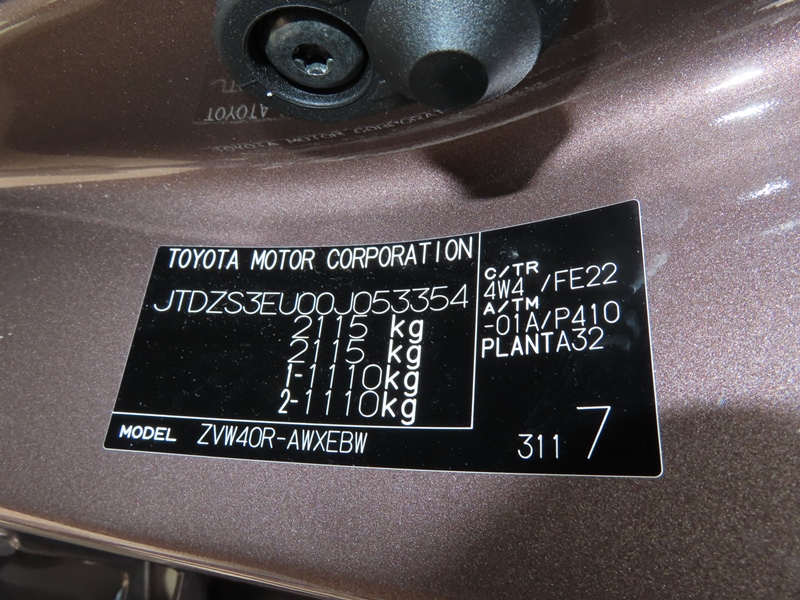 TOYOTA MOTOR CORPORATION
JTDZS3EU00J053354
2115 kg
2115 kg
1-1110kg
2-1110kg
MODEL ZVW40R-AWXEBW
C/TR
4W4 /FE22
A/TM
-01A/P410
PLANTA32
311 7